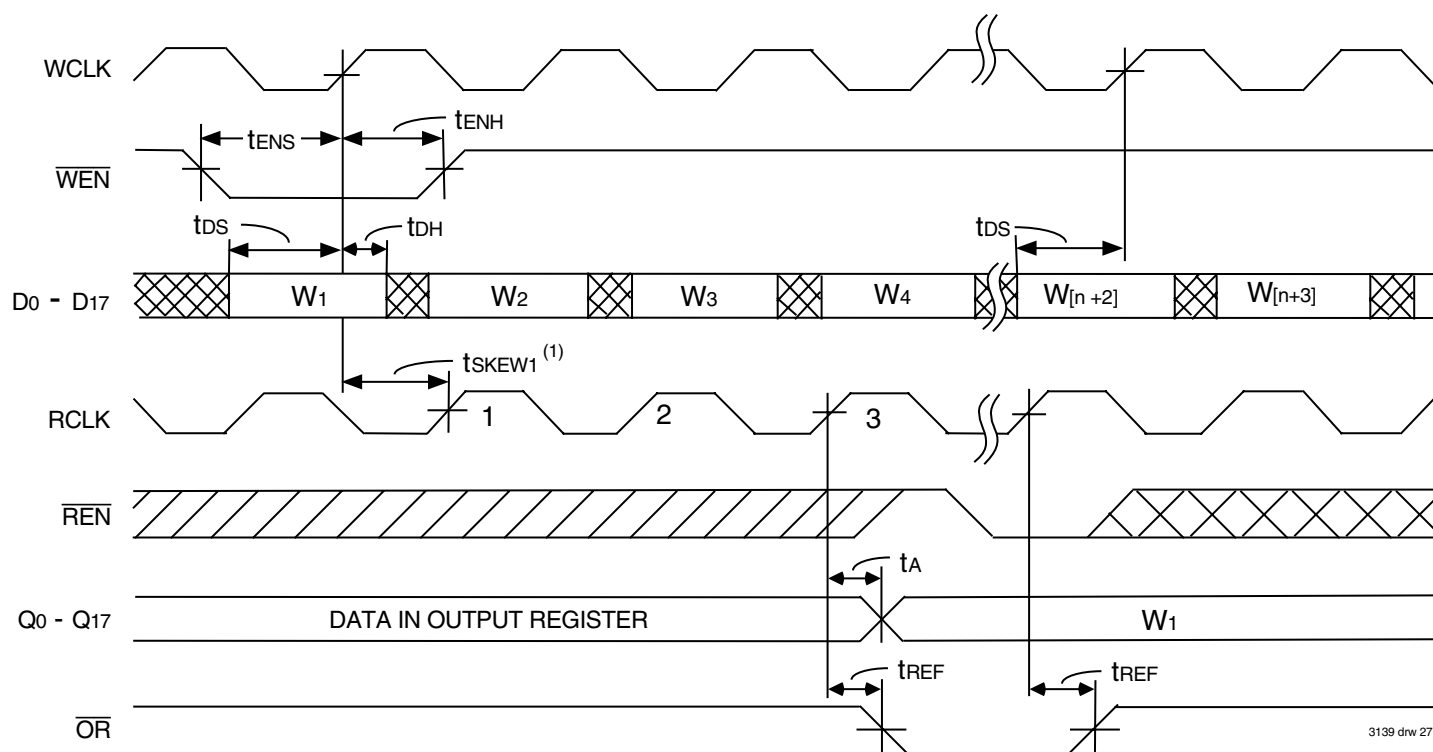 WCLK
tENS
tENH
WEN
tDS
tDH
tDS
D0 - D17
W1
W2
W3
W4
W[n +2]
W[n+3]
tSKEW1 (1)
RCLK
1
2
3
REN
tA
Q0 - Q17
DATA IN OUTPUT REGISTER
W1
tREF
tREF
OR
3139 drw 27